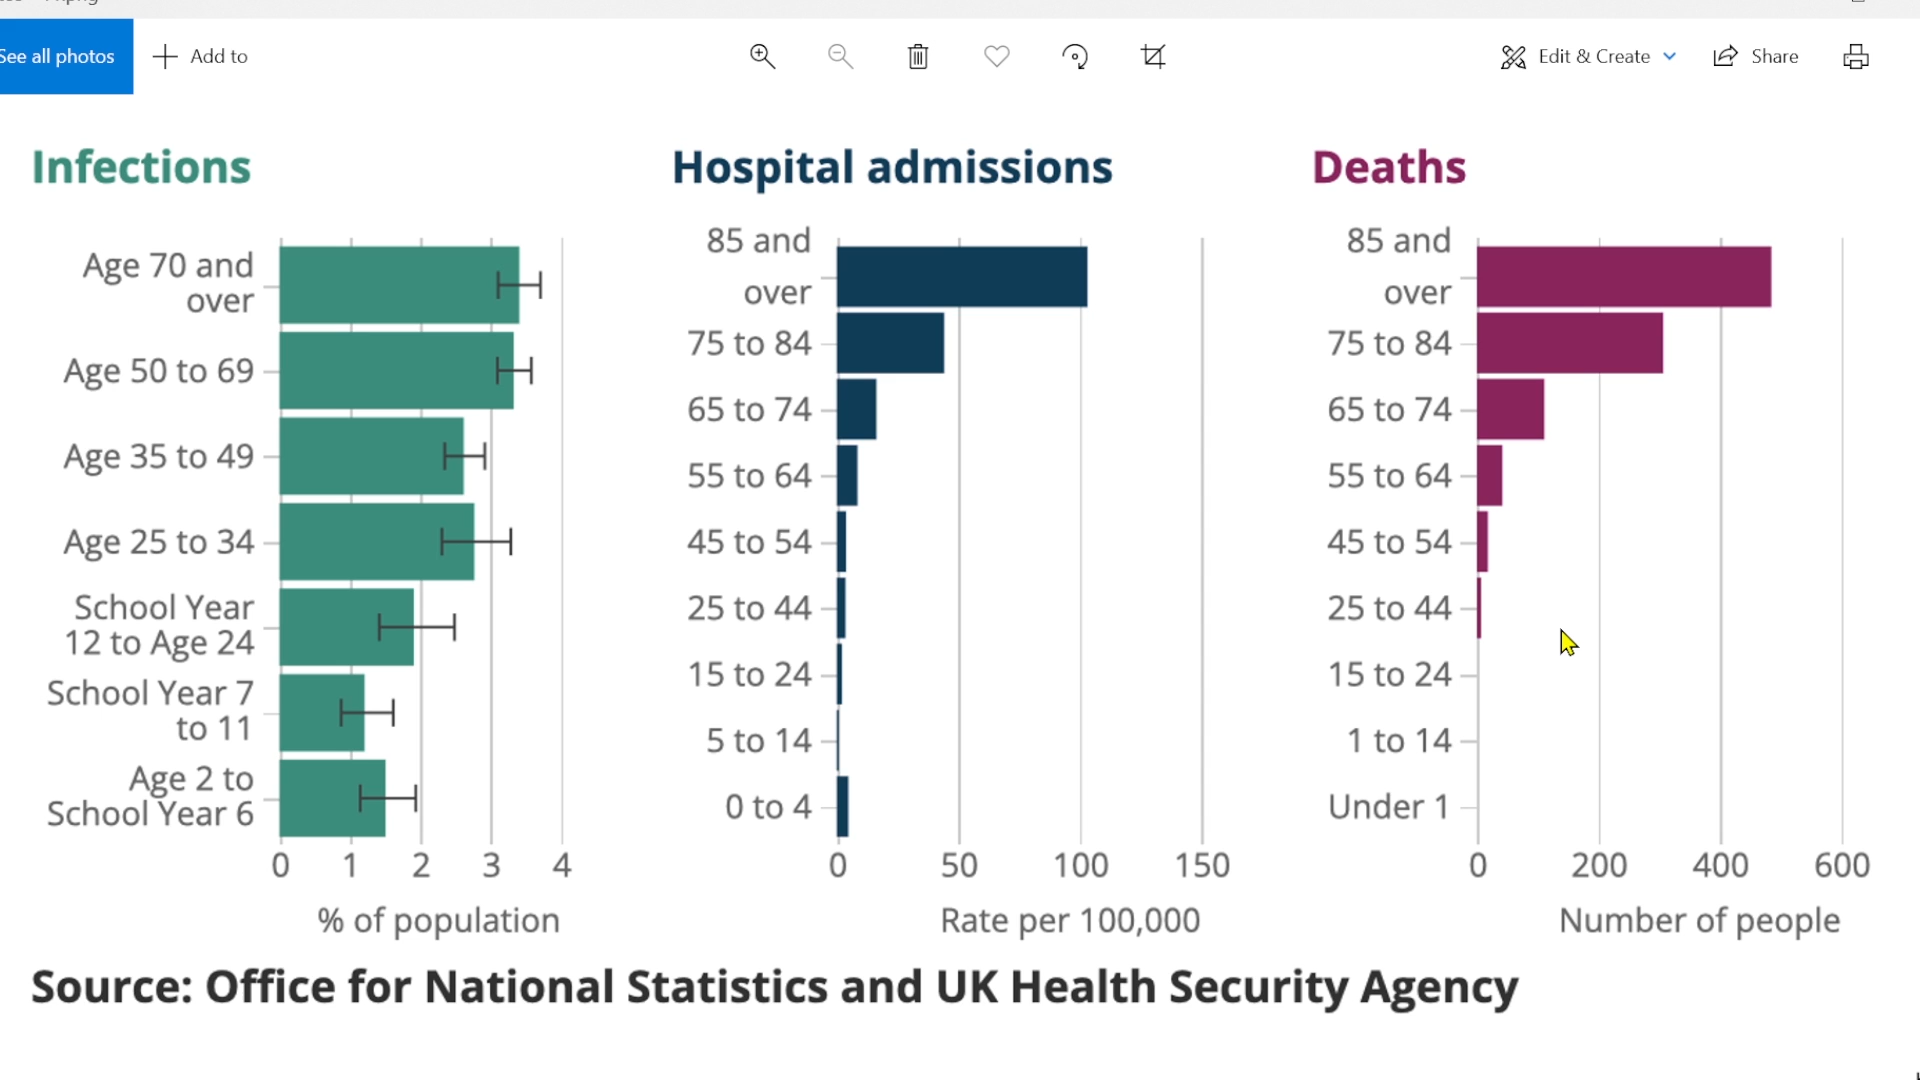 See all photos
Add to
Edit & Create
Share
Infections
Age 70 and
over
Age 50 to 69
Age 35 to 49
Age 25 to 34
School Year
12 to Age 24
School Year 7
to 11
Age 2 to
School Year 6
0 1 2 3 4
% of population
Hospital admissions
85 and
over
75 to 84
65 to 74
55 to 64
45 to 54
25 to 44
15 to 24
5 to 14
0 to 4
0 50 100 150
Rate per 100,000
Deaths
85 and
over
75 to 84
65 to 74
55 to 64
45 to 54
25 to 44
15 to 24
1 to 14
Under 1
0 200 400 600
Number of people
Source: Office for National Statistics and UK Health Security Agency